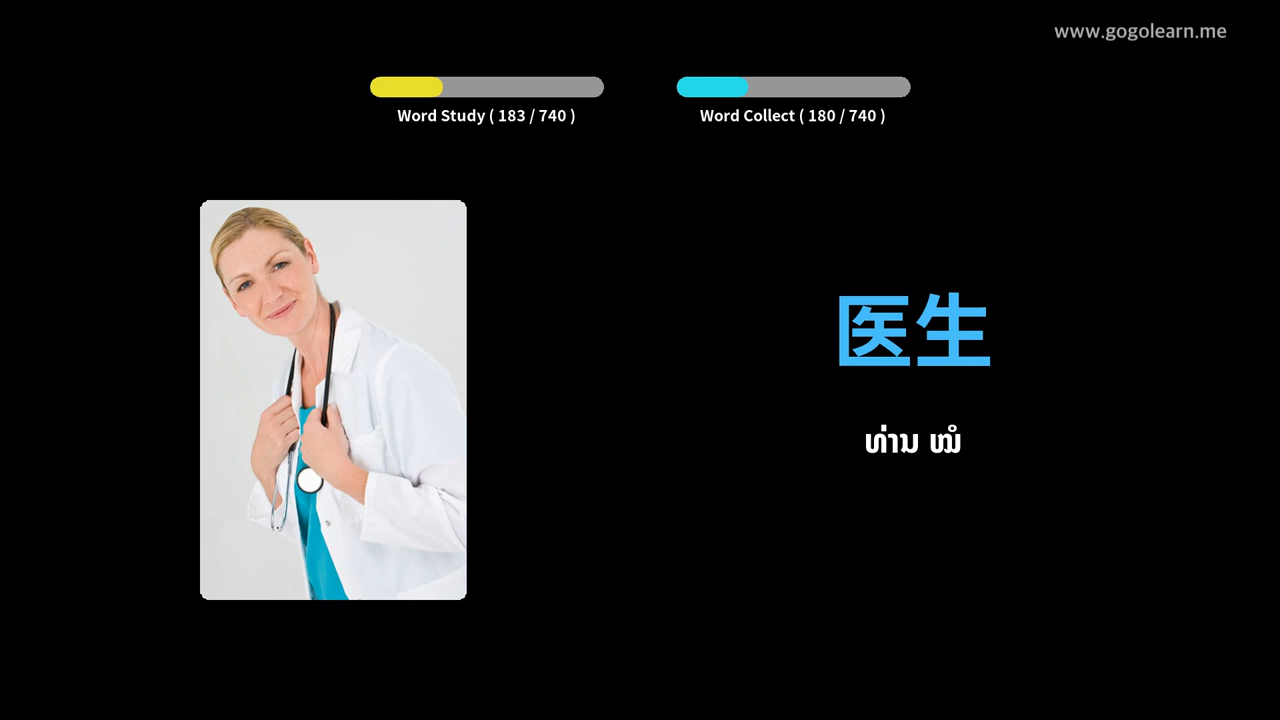 www.gogolearn.me
Word Study ( 183 / 740 )
Word Collect ( 180 / 740 )
医生
ທ່ານ ໝໍ